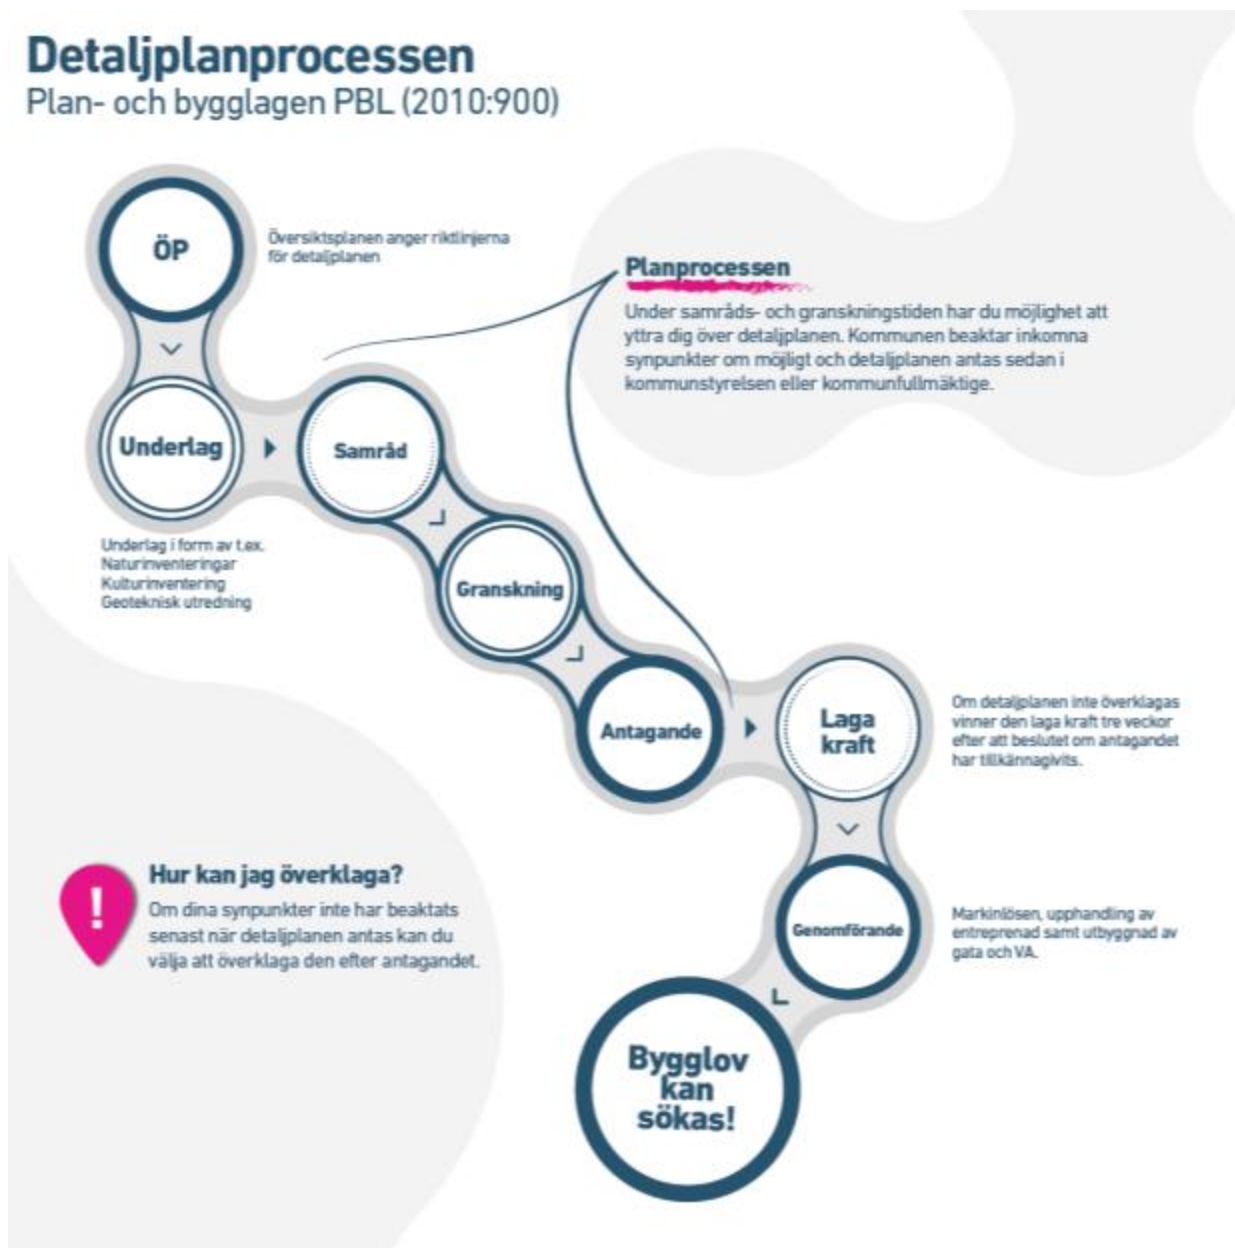 Detaljplanprocessen
Plan- och bygglagen PBL (2010:900)
ÖP
Översiktsplanen anger riktlinjerna
för detaljplanen
Planprocessen
Under samråds- och granskningstiden har du möjlighet att
yttra dig över detaljplanen. Kommunen beaktar inkomna
synpunkter om möjligt och detaljplanen antas sedan i
kommunstyrelsen eller kommunfullmäktige.
Underlag
Samråd
Underlag i form av t.ex.
Naturinventeringar
Kulturinventering
Geoteknisk utredning
Granskning
Antagande
Laga
kraft
Om detaljplanen inte överklagas
vinner den laga kraft tre veckor
efter att beslutet om antagandet
har tillkännagivits.
!
Hur kan jag överklaga?
Om dina synpunkter inte har beaktats
senast när detaljplanen antas kan du
välja att överklaga den efter antagandet.
Genomförande
Markinlösen, upphandling av
entreprenad samt utbyggnad av
gata och VA.
Bygglov
kan
sökas!